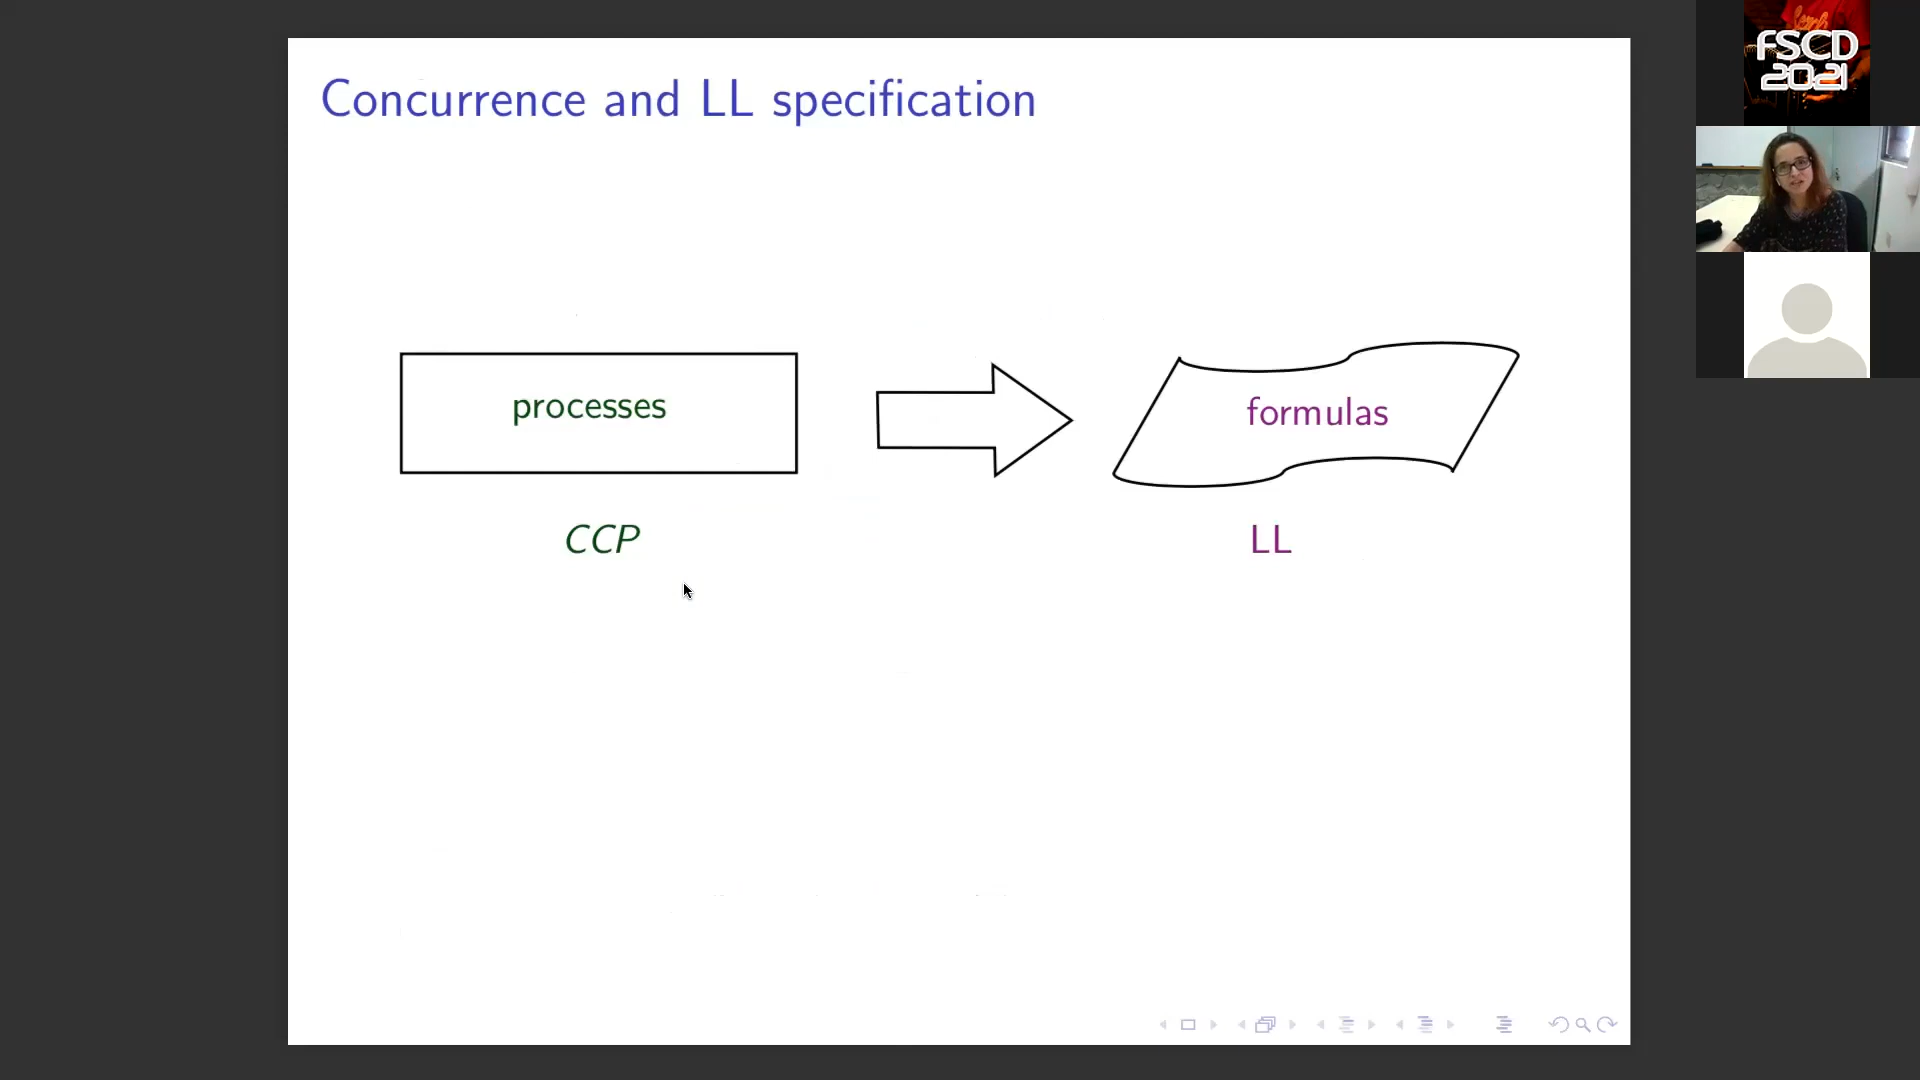 Concurrence and LL specification
processes
formulas
CCP
LL
FSCD
2021